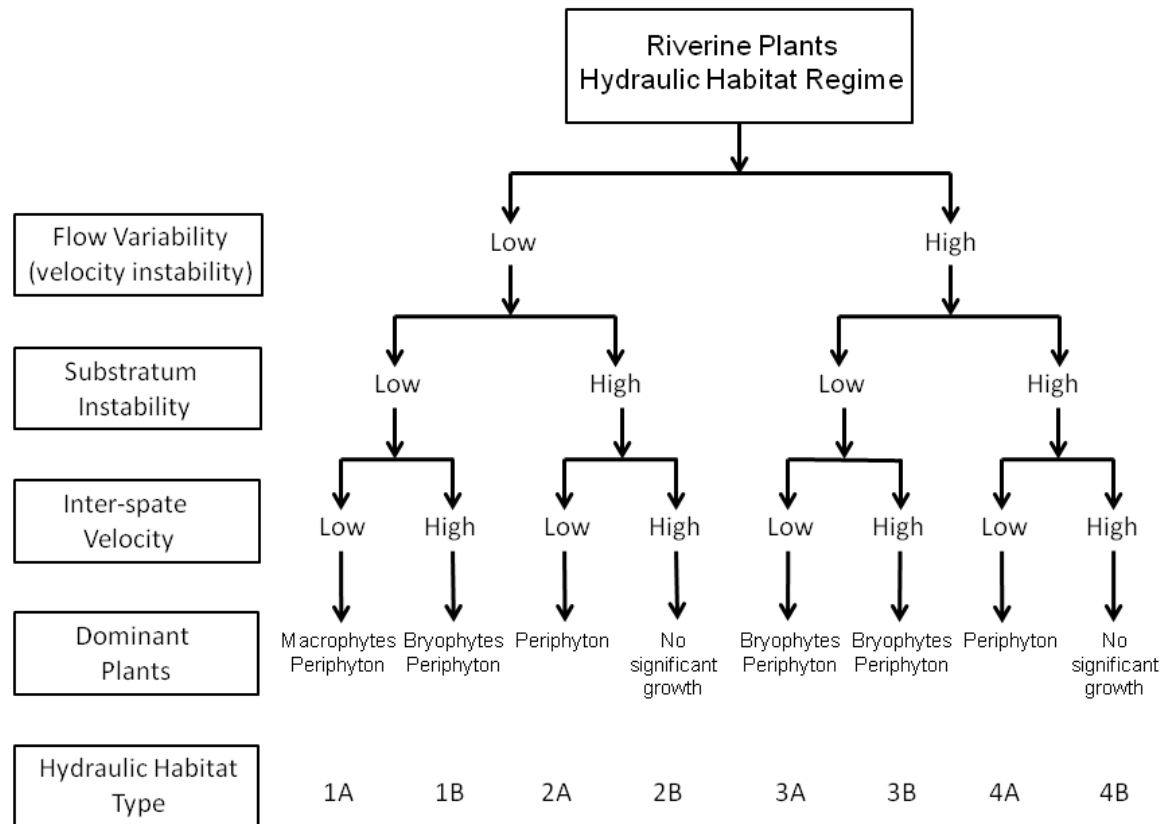 Riverine Plants
Hydraulic Habitat Regime
Flow Variability
(velocity instability)
Low
High
Substratum
Instability
Low
High
Low
High
Inter-spate
Velocity
Low
High
Low
High
Low
High
Low
High
Dominant
Plants
Macrophytes
Periphyton
Bryophytes
Periphyton
Periphyton
No
significant
growth
Bryophytes
Periphyton
Bryophytes
Periphyton
Periphyton
No
significant
growth
Hydraulic Habitat
Type
1A
1B
2A
2B
3A
3B
4A
4B